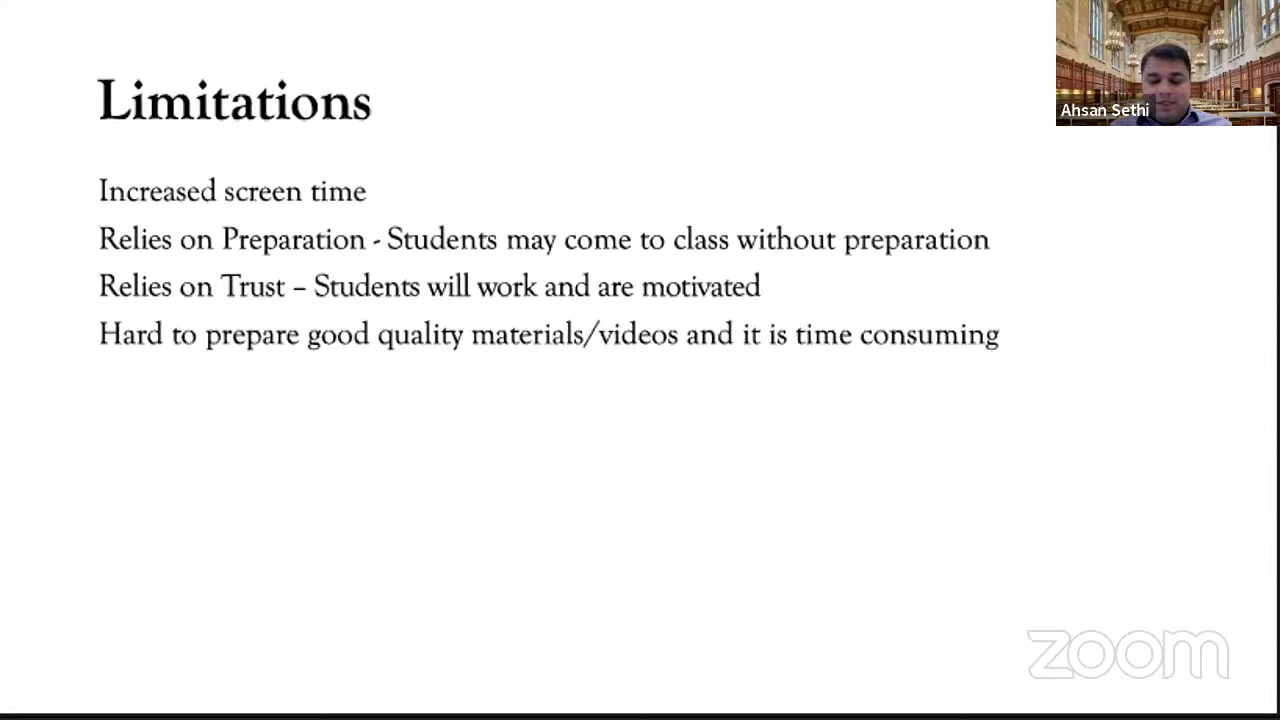 Limitations
Ahsan Sethi
Increased screen time
Relies on Preparation - Students may come to class without preparation
Relies on Trust – Students will work and are motivated
Hard to prepare good quality materials/videos and it is time consuming
zoom